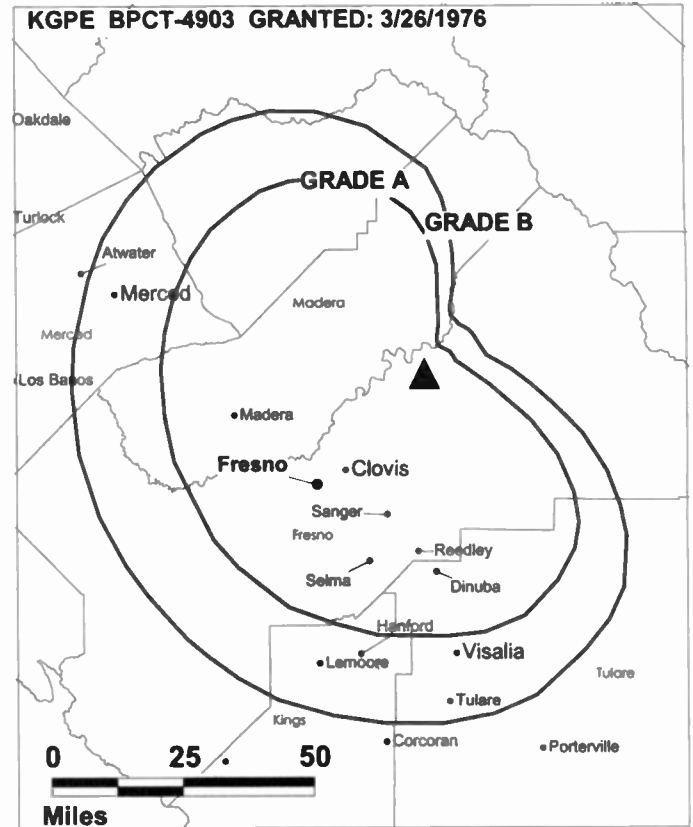 KGPE BPCT-4903 GRANTED: 3/26/1976
Oakdale
GRADE A
Turlock
GRADE B
Atwater
Merced
Madera
Merced
Los Banos
Madera
Fresno
Clovis
Sanger
Fresno
Reedley
Selma
Dinuba
Hanford
Visalia
Lemoore
Tulare
Tulare
Kings
Corcoran
Porterville
0 25 50
Miles